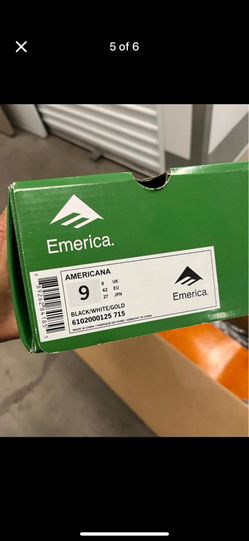 5 of 6
Emerica.
AMERICANA
9
8 UK
42 EU
27 JPN
Emerica.
BLACK/WHITE/GOLD
6102000125 715